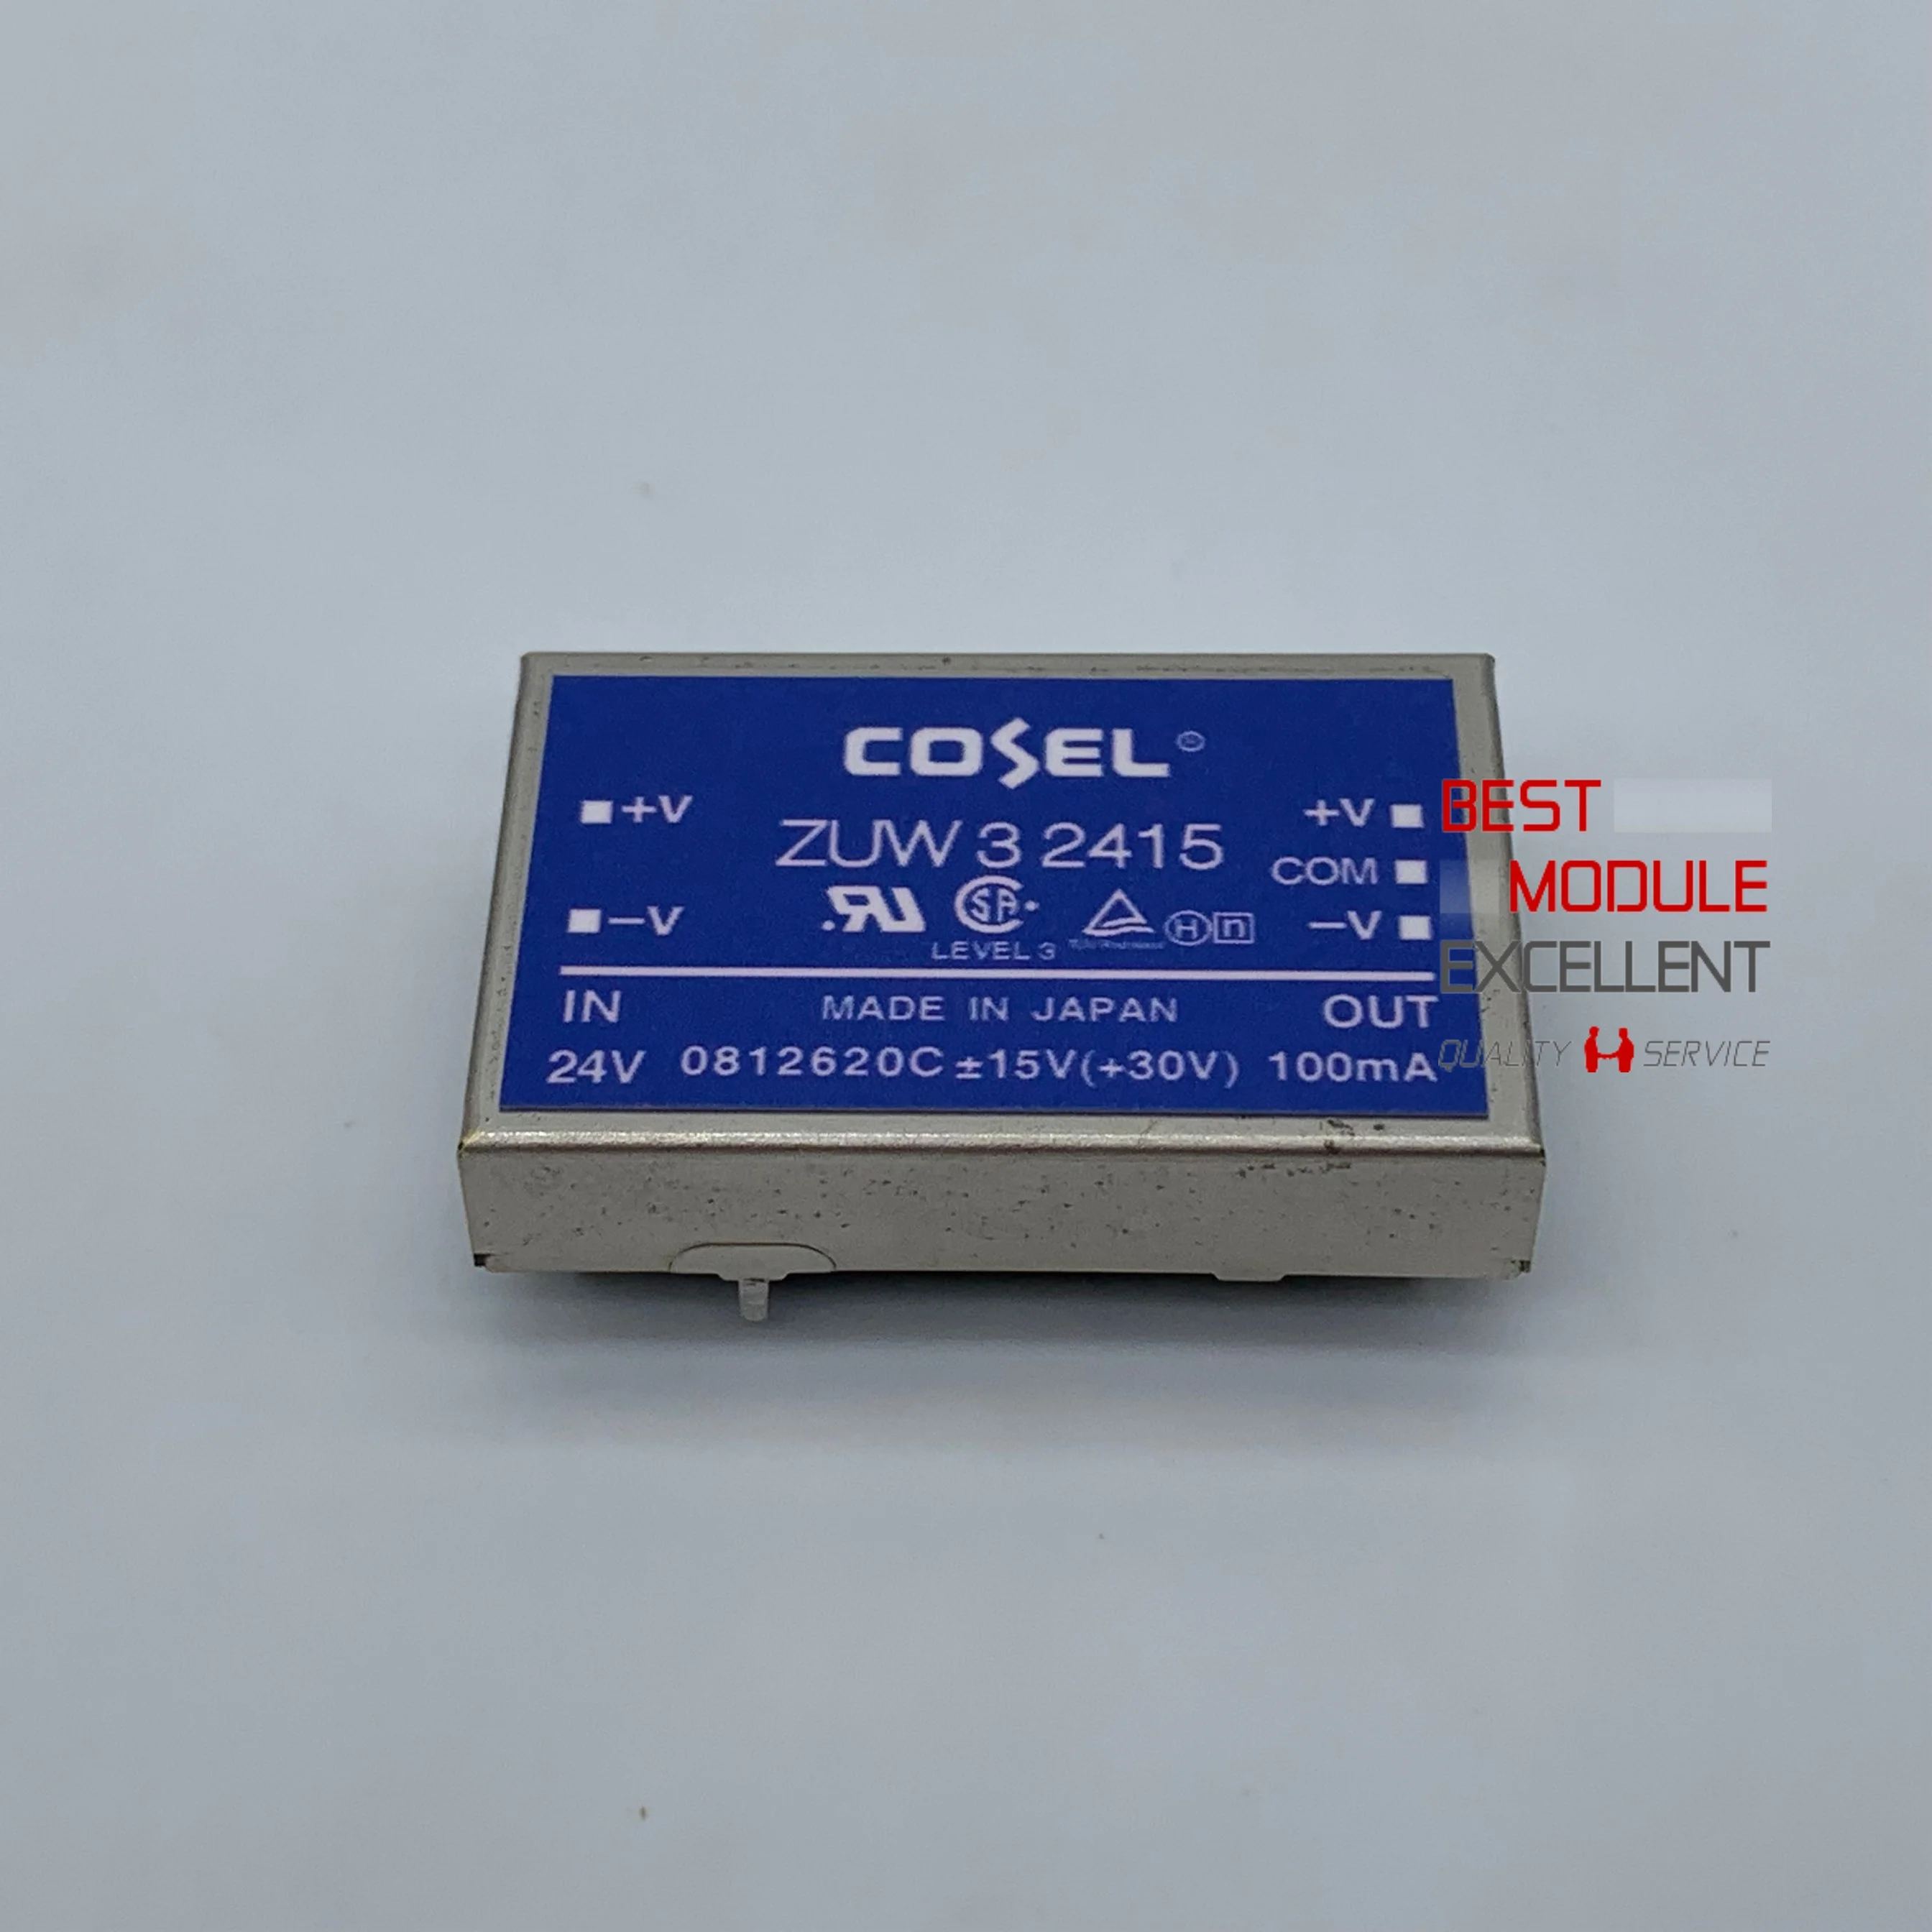 COSEL®
+V
+V
ZUW 3 2415
COM
-V
-V
LEVEL 3
IN
MADE IN JAPAN
OUT
24V 0812620C ±15V(+30V) 100mA
BEST
MODULE
EXCELLENT
QUALITY SERVICE